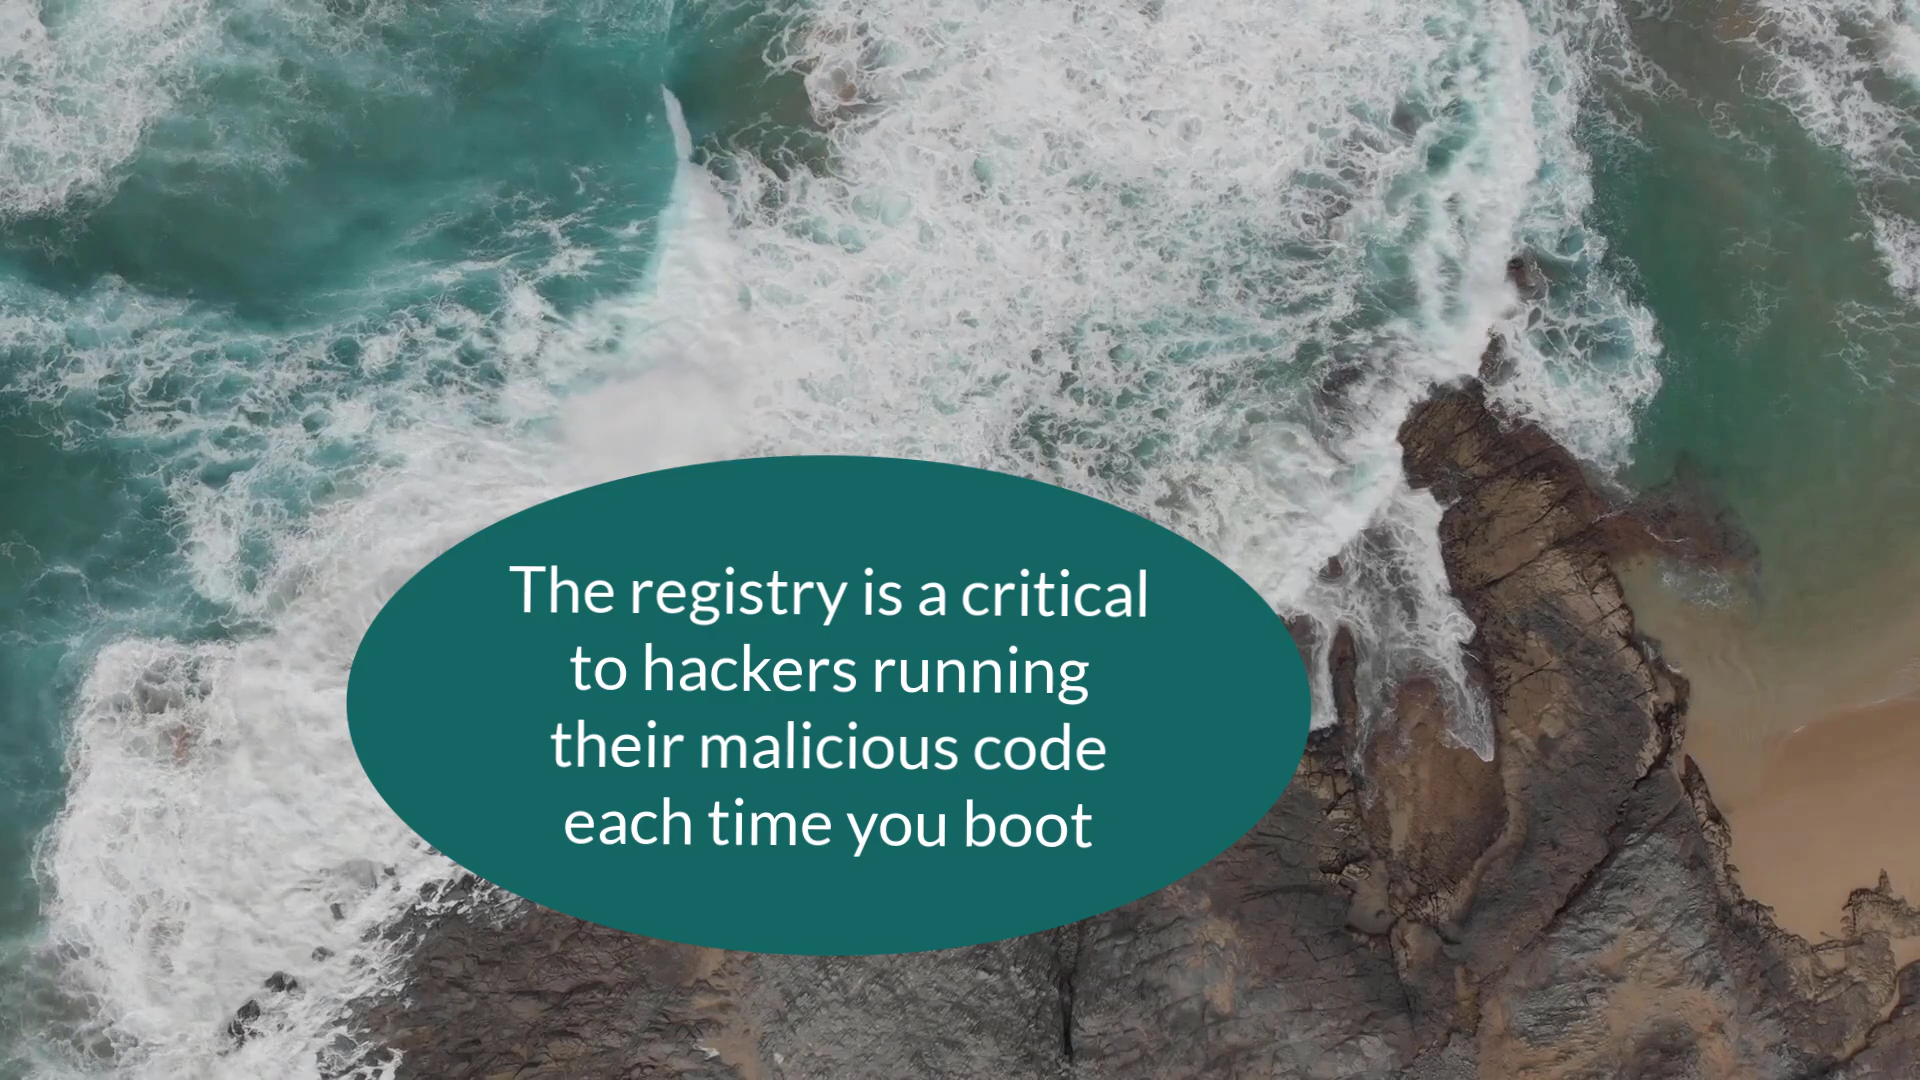 The registry is a critical
to hackers running
their malicious code
each time you boot